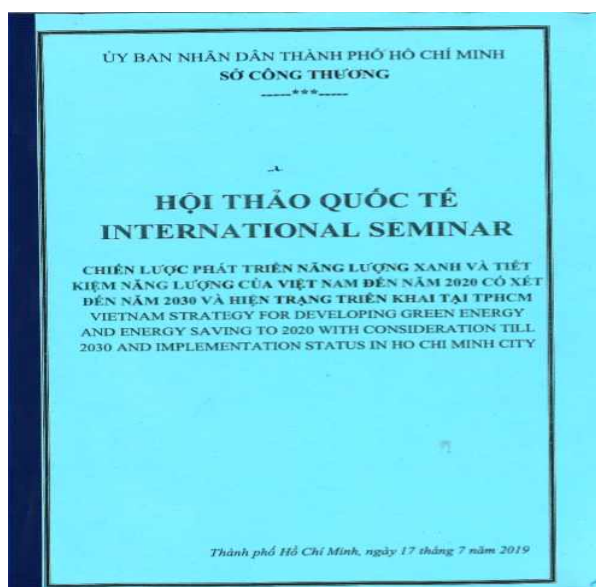 ỦY BAN NHÂN DÂN THÀNH PHỐ HỒ CHÍ MINH
SỞ CÔNG THƯƠNG
-----***-----
HỘI THẢO QUỐC TẾ
INTERNATIONAL SEMINAR
CHIẾN LƯỢC PHÁT TRIỂN NĂNG LƯỢNG XANH VÀ TIẾT
KIỆM NĂNG LƯỢNG CỦA VIỆT NAM ĐẾN NĂM 2020 CÓ XÉT
ĐẾN NĂM 2030 VÀ HIỆN TRẠNG TRIỂN KHAI TẠI TPHCM
VIETNAM STRATEGY FOR DEVELOPING GREEN ENERGY
AND ENERGY SAVING TO 2020 WITH CONSIDERATION TILL
2030 AND IMPLEMENTATION STATUS IN HO CHI MINH CITY
Thành phố Hồ Chí Minh, ngày 17 tháng 7 năm 2019